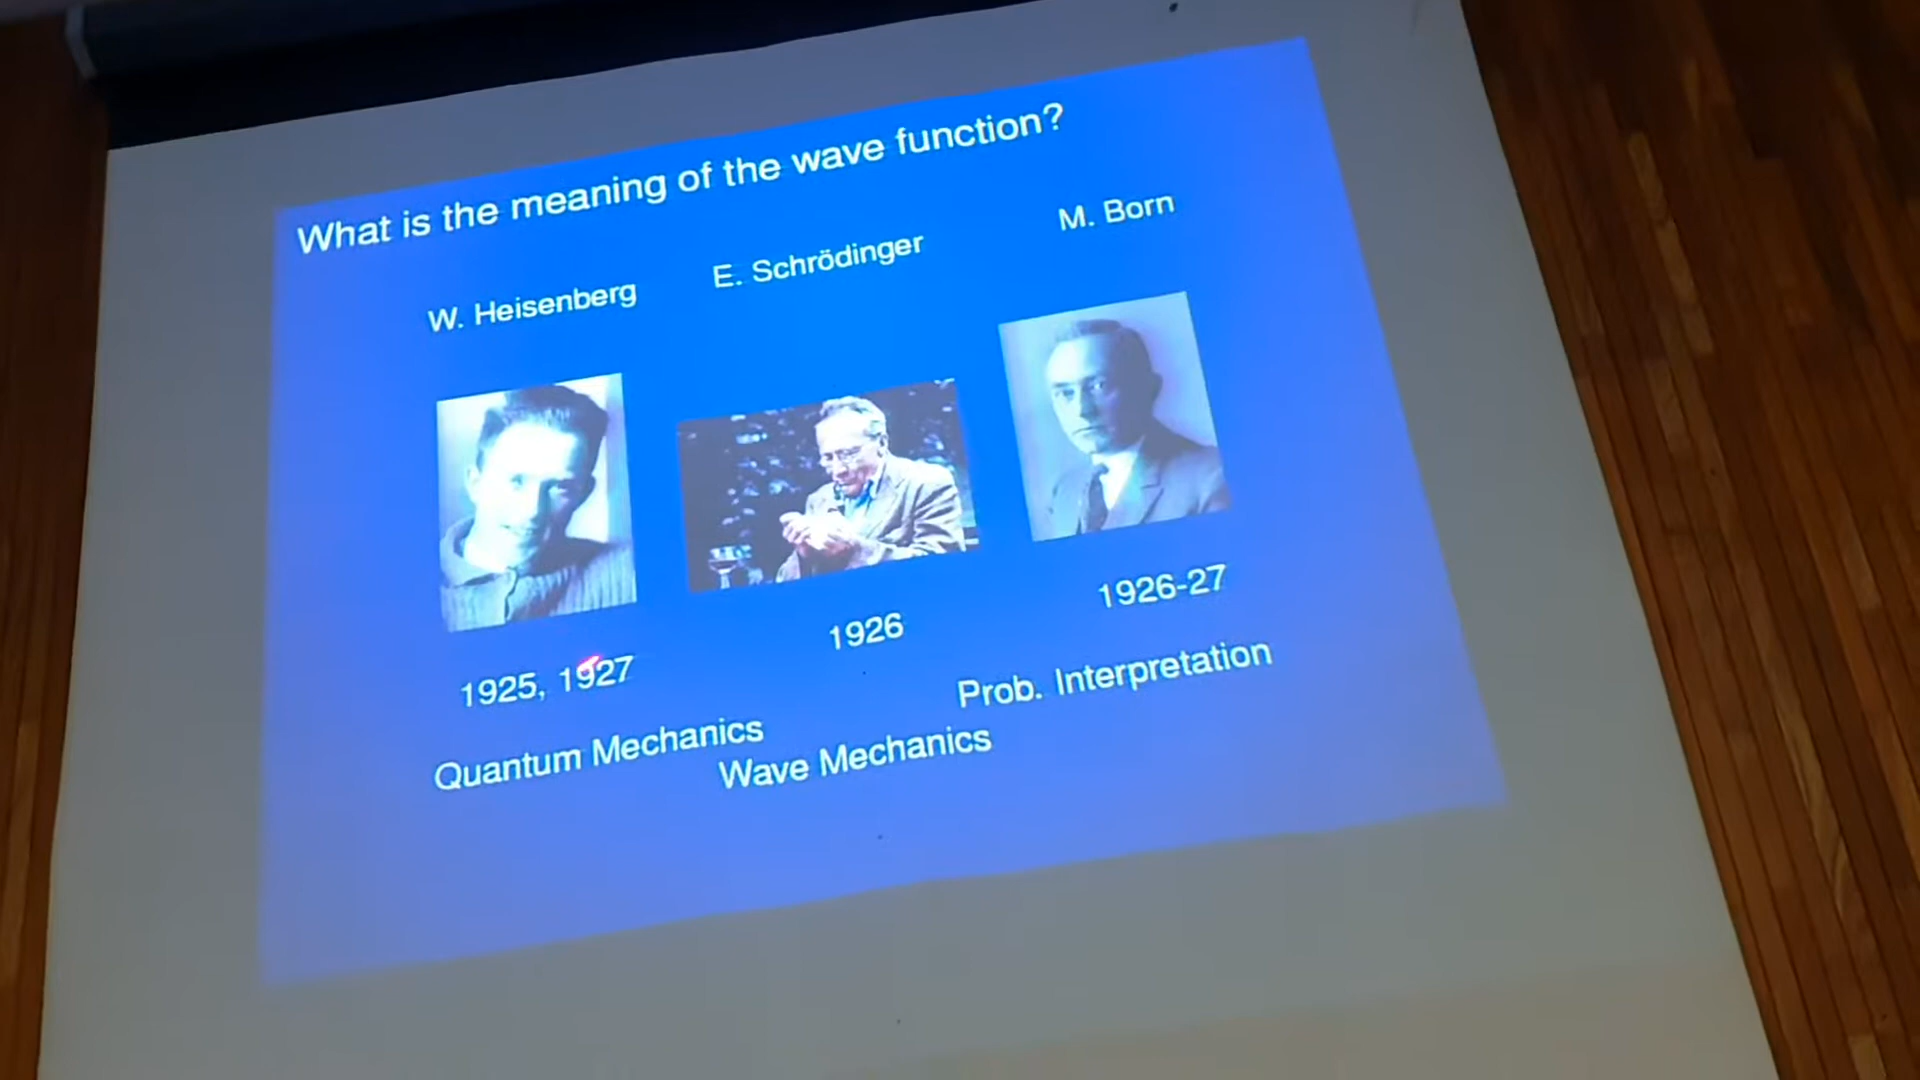 What is the meaning of the wave function?
W. Heisenberg
E. Schrödinger
M. Born
1925, 1927
1926
1926-27
Quantum Mechanics
Wave Mechanics
Prob. Interpretation